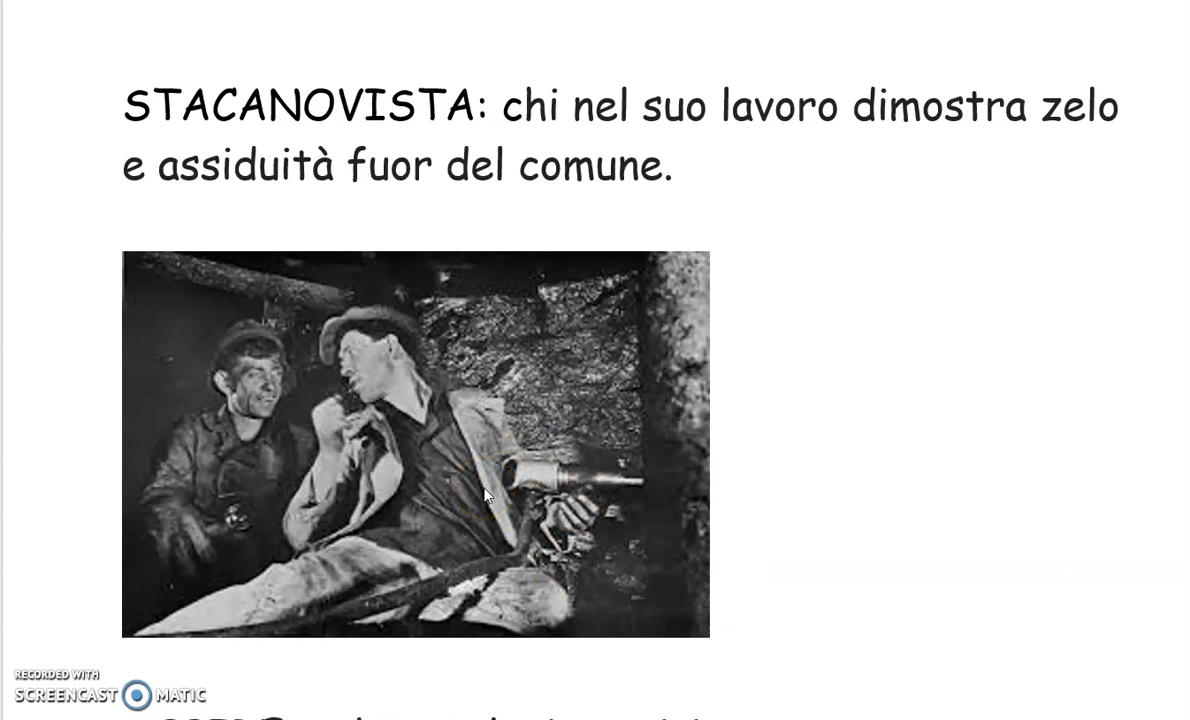 STACANOVISTA: chi nel suo lavoro dimostra zelo
e assiduità fuor del comune.
RECORDED WITH
SCREENCAST MATIC